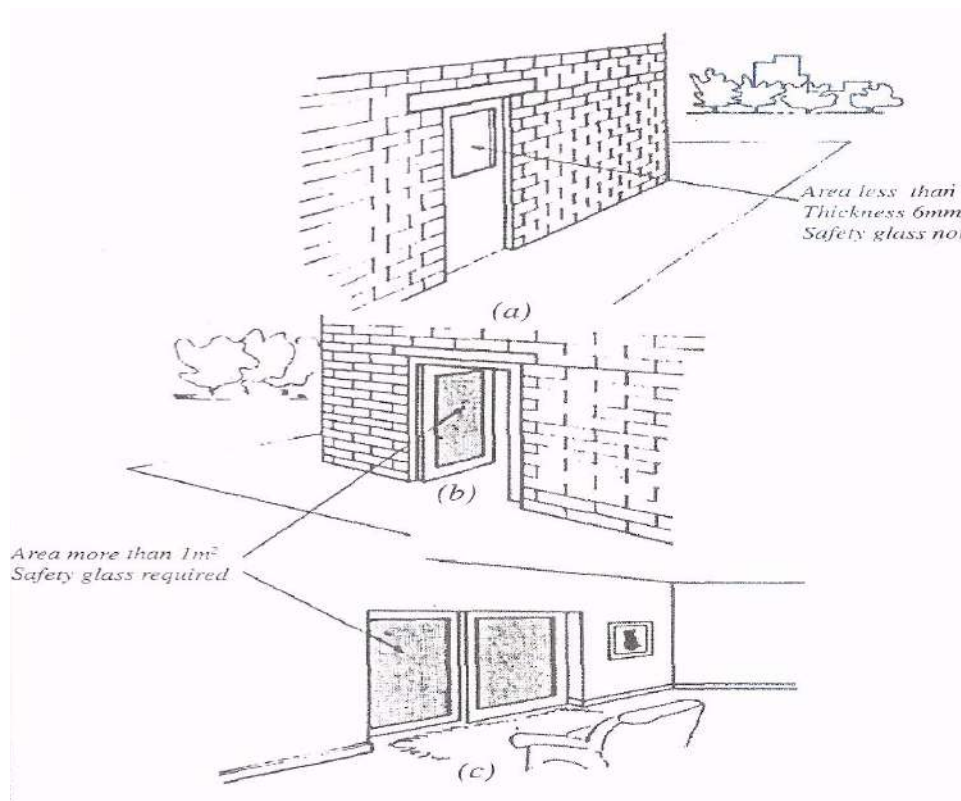 Area less than
Thickness 6mm
Safety glass no
(a)
(b)
Area more than 1m²
Safety glass required
(c)